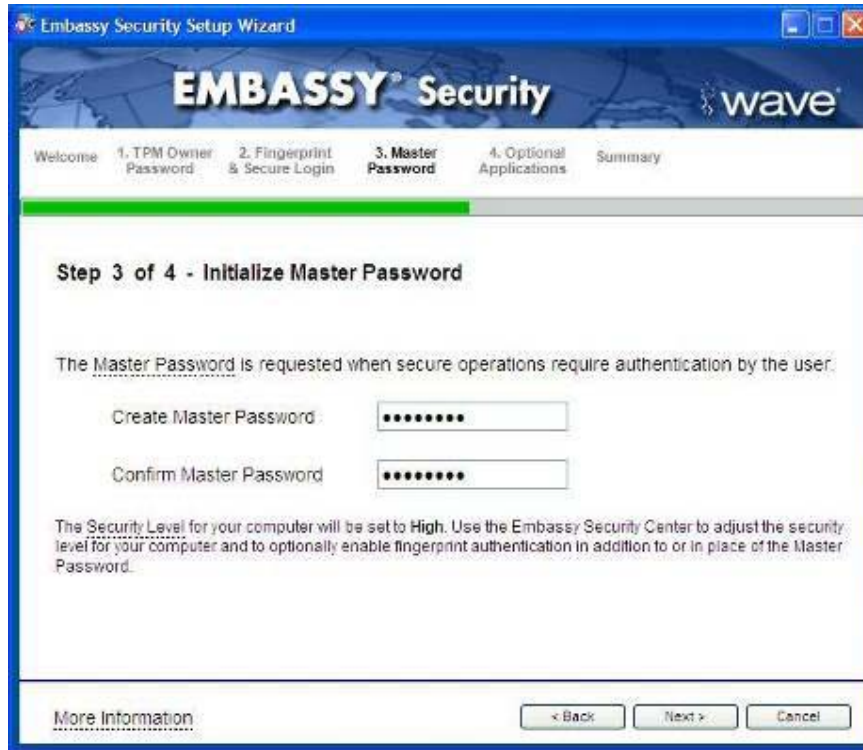 Embassy Security Setup Wizard
EMBASSY® Security
wave
Welcome
1. TPM Owner
Password
2. Fingerprint
& Secure Login
3. Master
Password
4. Optional
Applications
Summary
Step 3 of 4 - Initialize Master Password
The Master Password is requested when secure operations require authentication by the user.
Create Master Password
••••••••
Confirm Master Password
••••••••
The Security Level for your computer will be set to High. Use the Embassy Security Center to adjust the security
level for your computer and to optionally enable fingerprint authentication in addition to or in place of the Master
Password.
More Information
< Back
Next >
Cancel